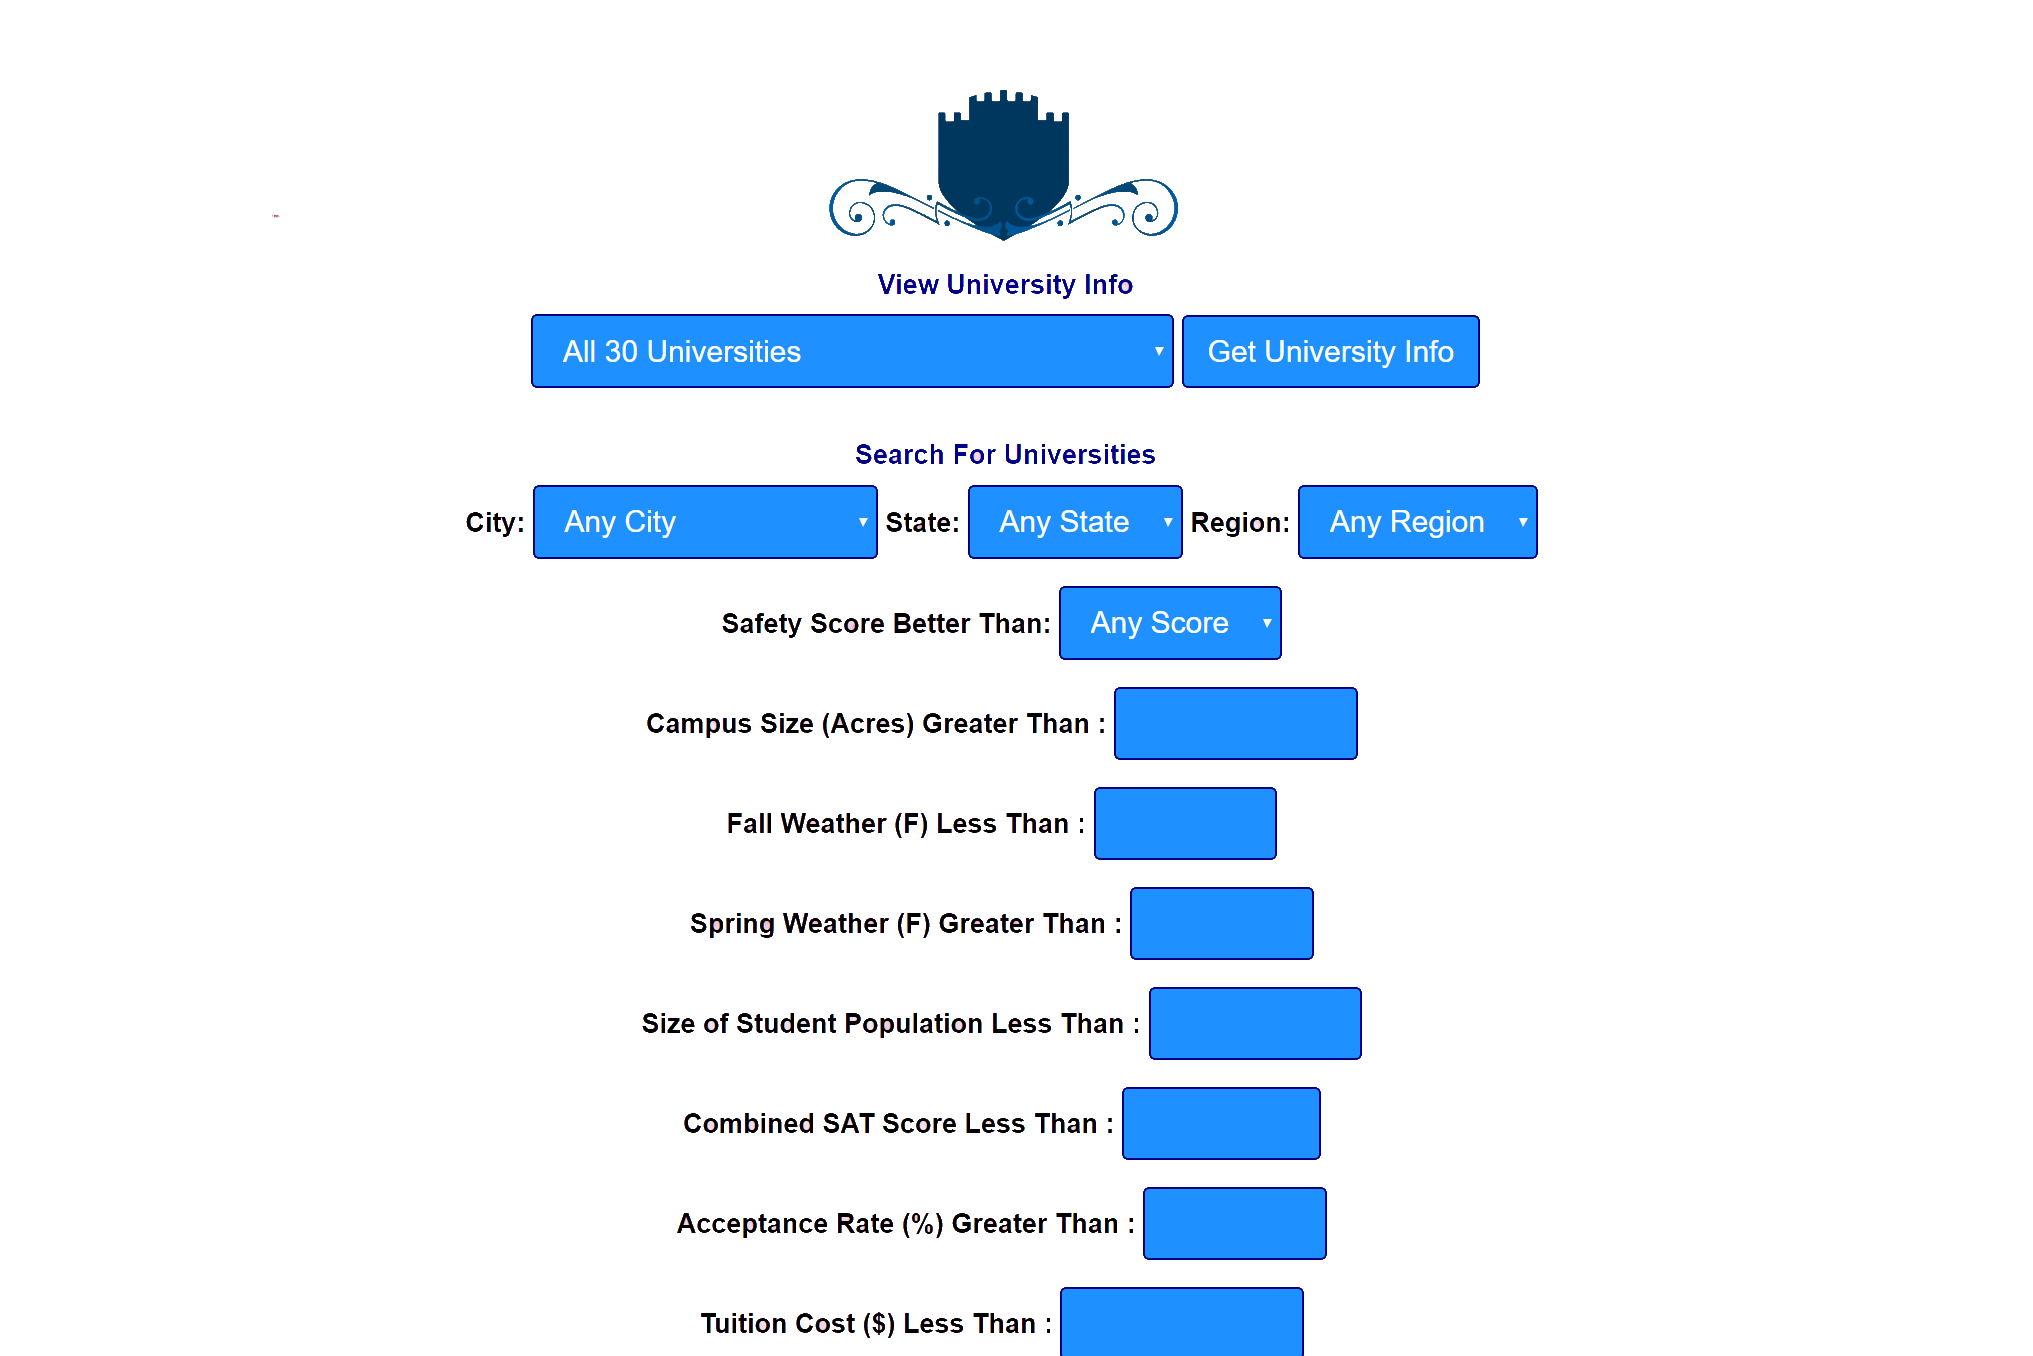 View University Info
All 30 Universities Get University Info
Search For Universities
City: Any City State: Any State Region: Any Region
Safety Score Better Than: Any Score
Campus Size (Acres) Greater Than :
Fall Weather (F) Less Than :
Spring Weather (F) Greater Than :
Size of Student Population Less Than :
Combined SAT Score Less Than :
Acceptance Rate (%) Greater Than :
Tuition Cost ($) Less Than :